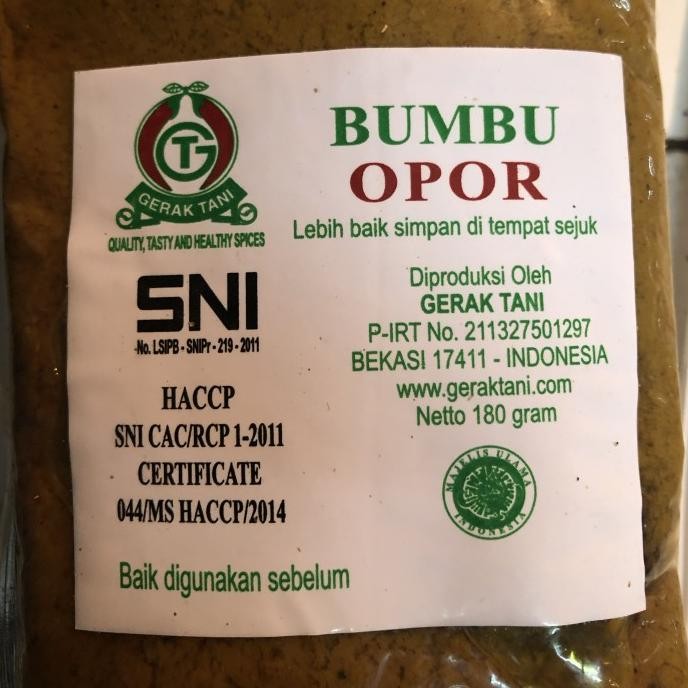 GERAK TANI
QUALITY, TASTY AND HEALTHY SPICES
SNI
No. LSIPB - SNIPr - 219 - 2011
HACCP
SNI CAC/RCP 1-2011
CERTIFICATE
044/MS HACCP/2014
Baik digunakan sebelum
BUMBU
OPOR
Lebih baik simpan di tempat sejuk
Diproduksi Oleh
GERAK TANI
P-IRT No. 211327501297
BEKASI 17411 - INDONESIA
www.geraktani.com
Netto 180 gram
MAJELIS ULAMA
INDONESIA